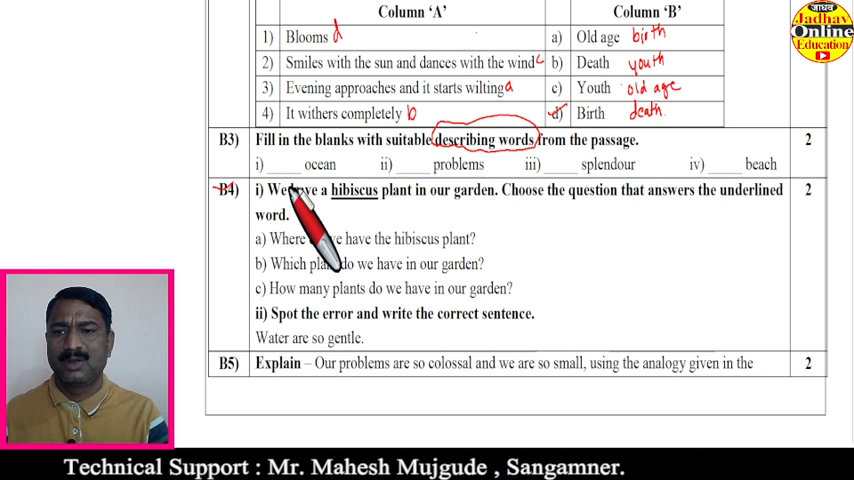 Column ‘A’ Column ‘B’
1) Blooms d a) Old age birth
2) Smiles with the sun and dances with the wind c b) Death youth
3) Evening approaches and it starts wilting a c) Youth old age
4) It withers completely b d) Birth death
B3) Fill in the blanks with suitable describing words from the passage. 2
i) _____ ocean ii) _____ problems iii) _____ splendour iv) _____ beach
B4) i) We have a hibiscus plant in our garden. Choose the question that answers the underlined 2
word.
a) Where we have the hibiscus plant?
b) Which plant do we have in our garden?
c) How many plants do we have in our garden?
ii) Spot the error and write the correct sentence.
Water are so gentle.
B5) Explain – Our problems are so colossal and we are so small, using the analogy given in the 2
जाधव
Jadhav
Online
Education
Technical Support : Mr. Mahesh Mujgude , Sangamner.